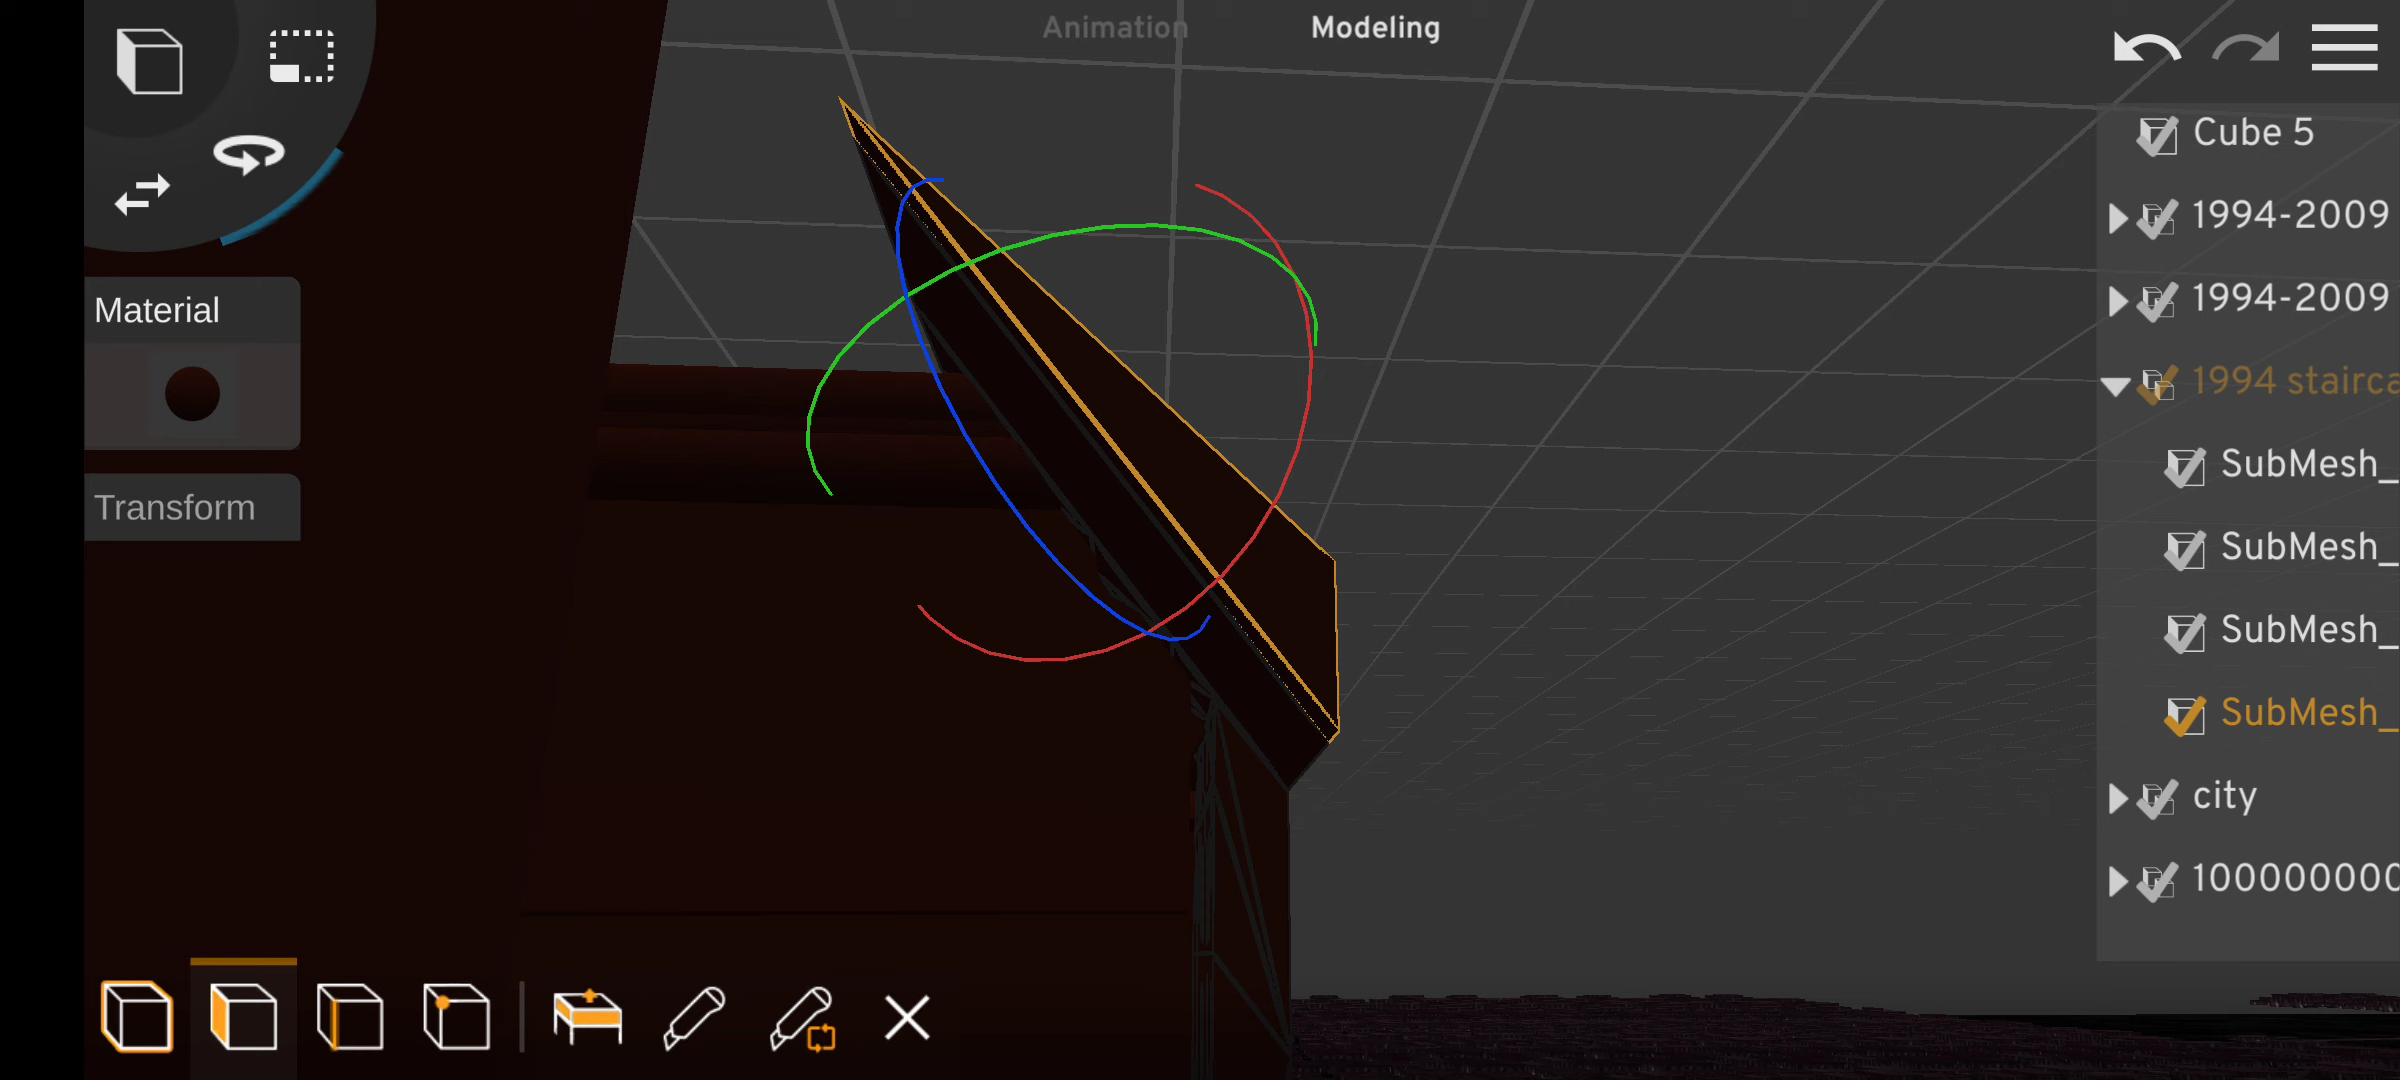 Animation
Modeling
Material
Transform
Cube 5
1994-2009
1994-2009
1994 stairca
SubMesh_
SubMesh_
SubMesh_
SubMesh_
city
100000000